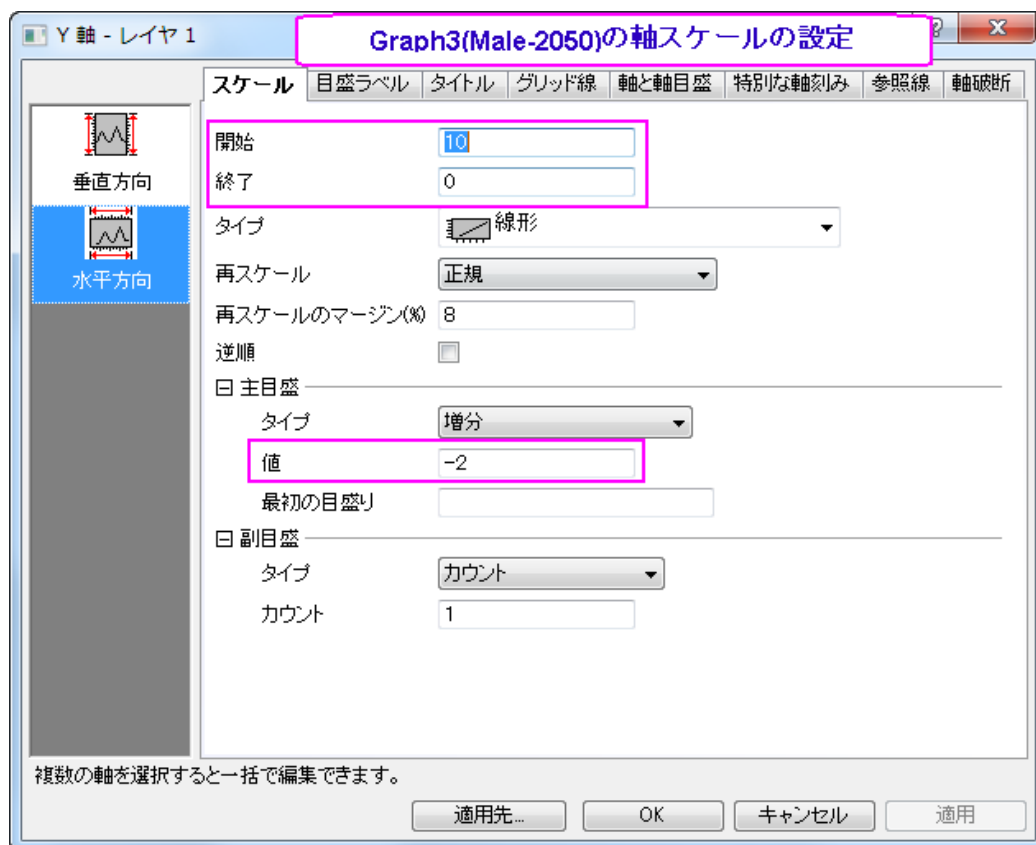 Y 軸 - レイヤ 1
Graph3(Male-2050)の軸スケールの設定
?
スケール 目盛ラベル タイトル グリッド線 軸と軸目盛 特別な軸刻み 参照線 軸破断
垂直方向
水平方向
開始 10
終了 0
タイプ 線形
再スケール 正規
再スケールのマージン(%) 8
逆順
主目盛
タイプ 増分
値 -2
最初の目盛り
副目盛
タイプ カウント
カウント 1
複数の軸を選択すると一括で編集できます。
適用先... OK キャンセル 適用